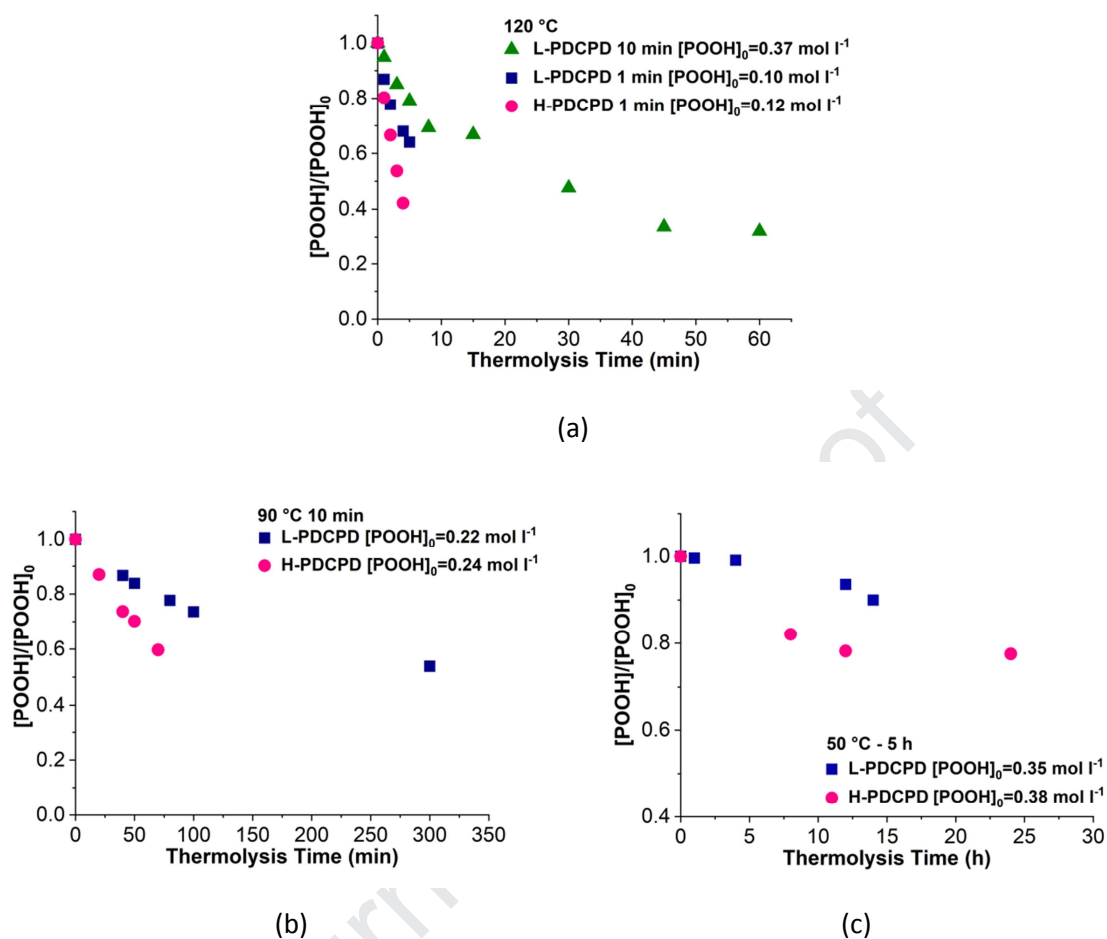 120 °C
L-PDCPD 10 min [POOH]₀=0.37 mol l⁻¹
L-PDCPD 1 min [POOH]₀=0.10 mol l⁻¹
H-PDCPD 1 min [POOH]₀=0.12 mol l⁻¹
[POOH]/[POOH]₀
1.0
0.8
0.6
0.4
0.2
0.0
0 10 20 30 40 50 60
Thermolysis Time (min)
(a)
90 °C 10 min
L-PDCPD [POOH]₀=0.22 mol l⁻¹
H-PDCPD [POOH]₀=0.24 mol l⁻¹
[POOH]/[POOH]₀
1.0
0.8
0.6
0.4
0.2
0.0
0 50 100 150 200 250 300 350
Thermolysis Time (min)
(b)
[POOH]/[POOH]₀
1.0
0.8
0.6
0.4
50 °C - 5 h
L-PDCPD [POOH]₀=0.35 mol l⁻¹
H-PDCPD [POOH]₀=0.38 mol l⁻¹
0 5 10 15 20 25 30
Thermolysis Time (h)
(c)